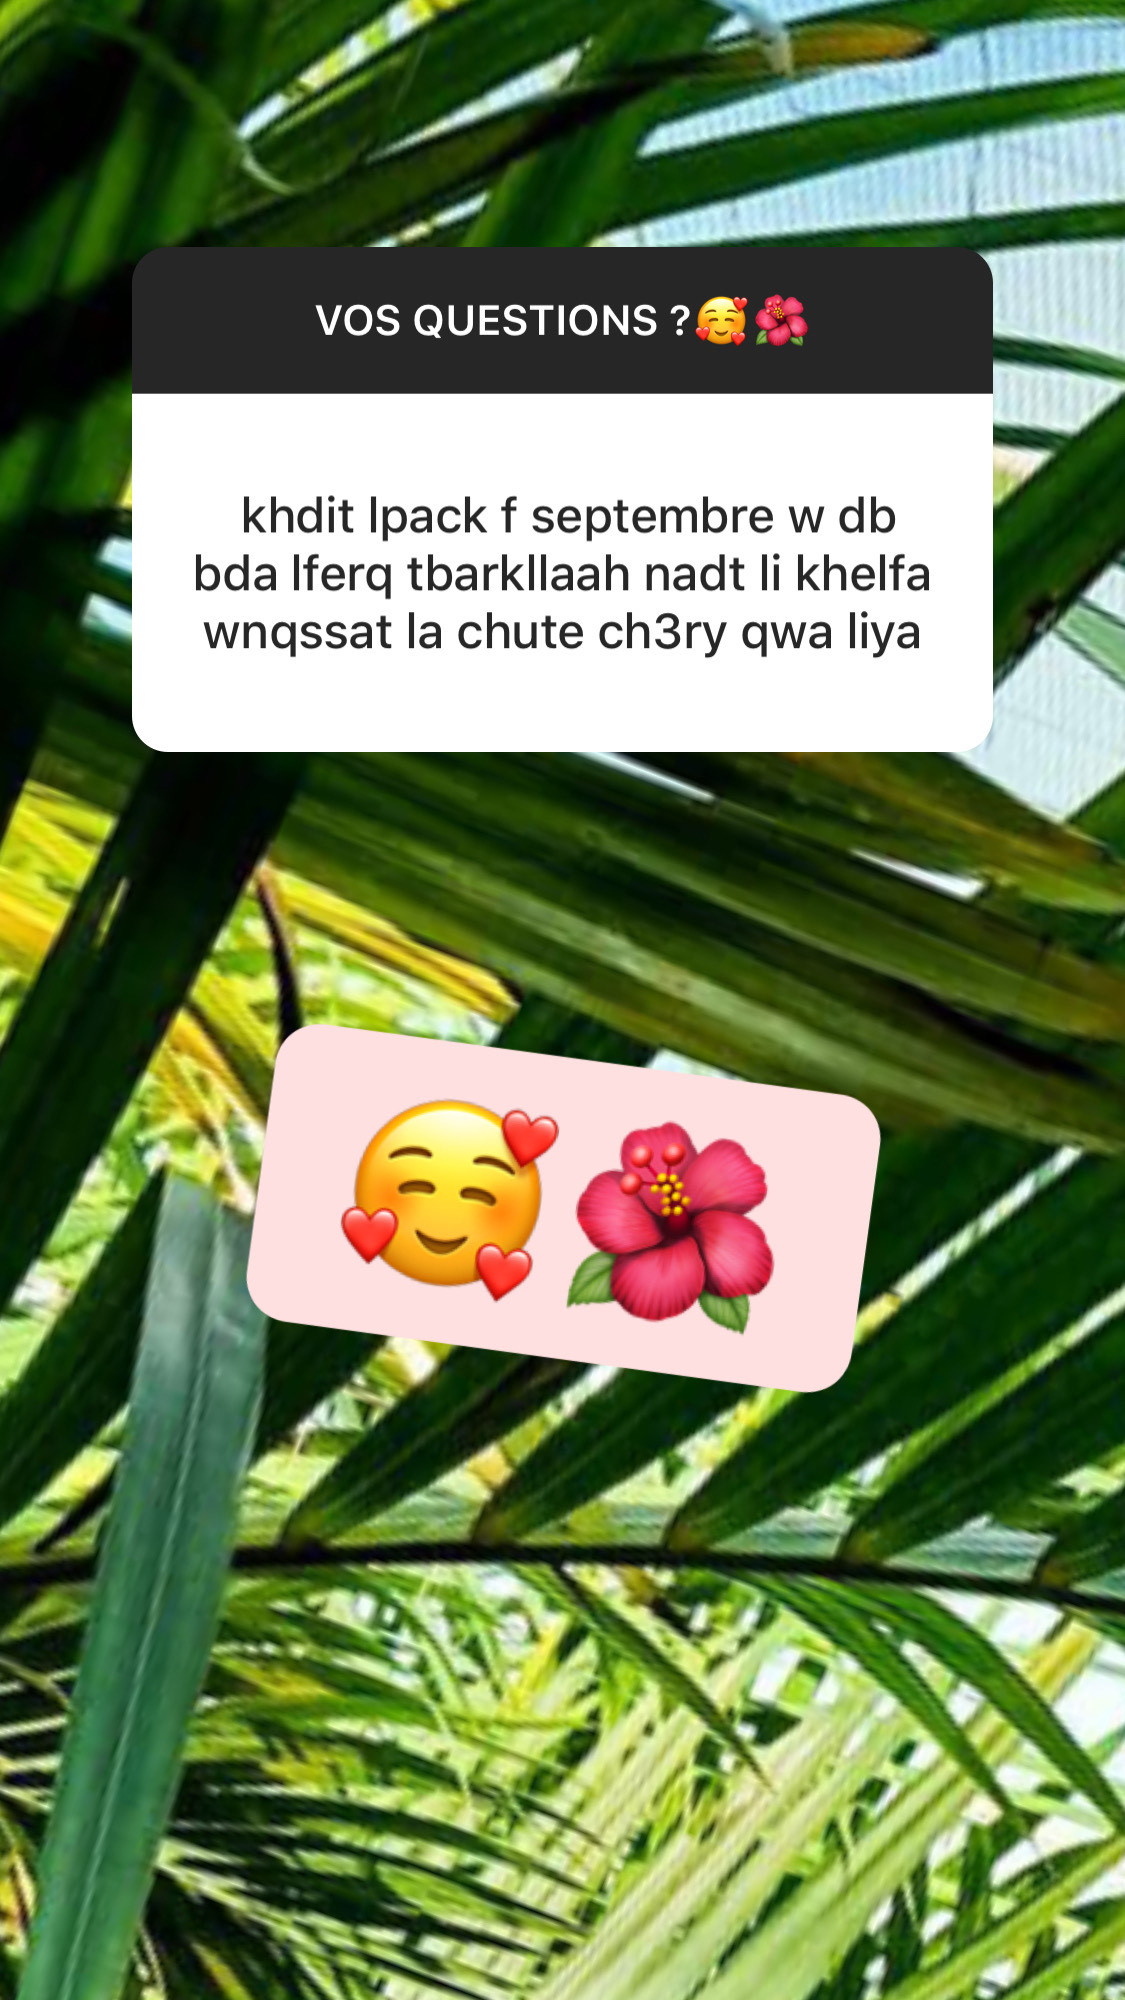 VOS QUESTIONS ?🥰🌺
khdit lpack f septembre w db
bda lferq tbarkllaah nadt li khelfa
wnqssat la chute ch3ry qwa liya
🥰🌺